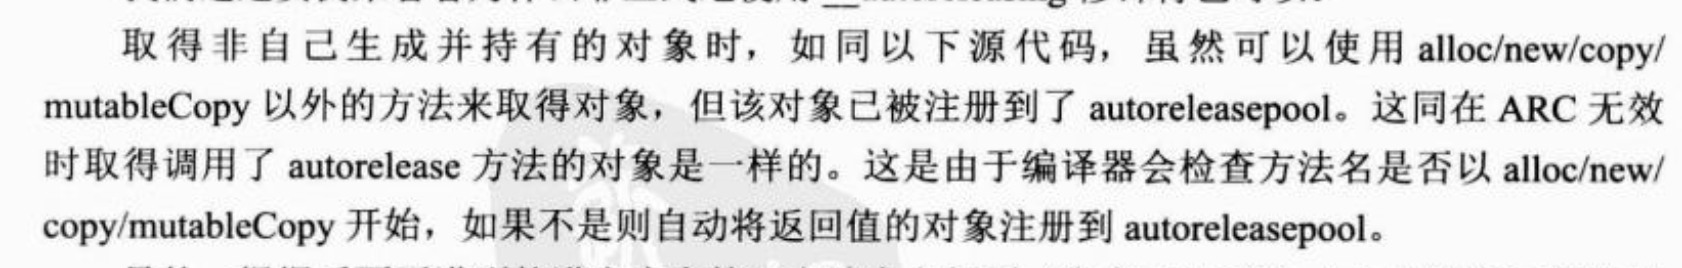 取得非自己生成并持有的对象时，如同以下源代码，虽然可以使用 alloc/new/copy/
mutableCopy 以外的方法来取得对象，但该对象已被注册到了 autoreleasepool。这同在 ARC 无效
时取得调用了 autorelease 方法的对象是一样的。这是由于编译器会检查方法名是否以 alloc/new/
copy/mutableCopy 开始，如果不是则自动将返回值的对象注册到 autoreleasepool。